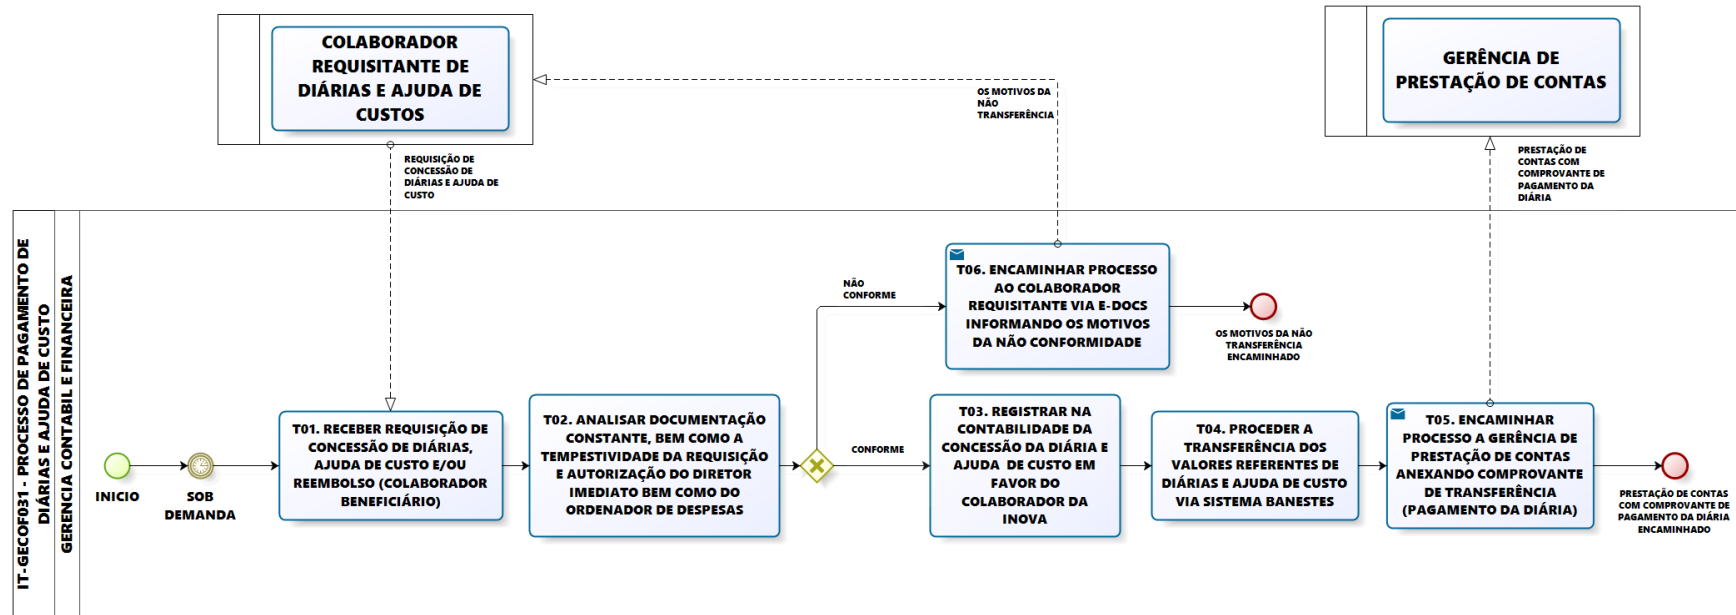 COLABORADOR
REQUISITANTE DE
DIÁRIAS E AJUDA DE
CUSTOS
GERÊNCIA DE
PRESTAÇÃO DE CONTAS
OS MOTIVOS DA
NÃO
TRANSFERÊNCIA
REQUISIÇÃO DE
CONCESSÃO DE
DIÁRIAS E AJUDA DE
CUSTO
PRESTAÇÃO DE
CONTAS COM
COMPROVANTE DE
PAGAMENTO DA
DIÁRIA
IT-GECOF031 - PROCESSO DE PAGAMENTO DE
DIÁRIAS E AJUDA DE CUSTO
GERENCIA CONTABIL E FINANCEIRA
INICIO
SOB
DEMANDA
T01. RECEBER REQUISIÇÃO DE
CONCESSÃO DE DIÁRIAS,
AJUDA DE CUSTO E/OU
REEMBOLSO (COLABORADOR
BENEFICIÁRIO)
T02. ANALISAR DOCUMENTAÇÃO
CONSTANTE, BEM COMO A
TEMPESTIVIDADE DA REQUISIÇÃO
E AUTORIZAÇÃO DO DIRETOR
IMEDIATO BEM COMO DO
ORDENADOR DE DESPESAS
NÃO
CONFORME
T06. ENCAMINHAR PROCESSO
AO COLABORADOR
REQUISITANTE VIA E-DOCS
INFORMANDO OS MOTIVOS
DA NÃO CONFORMIDADE
OS MOTIVOS DA NÃO
TRANSFERÊNCIA
ENCAMINHADO
CONFORME
T03. REGISTRAR NA
CONTABILIDADE DA
CONCESSÃO DA DIÁRIA E
AJUDA DE CUSTO EM
FAVOR DO
COLABORADOR DA
INOVA
T04. PROCEDER A
TRANSFERÊNCIA DOS
VALORES REFERENTES DE
DIÁRIAS E AJUDA DE CUSTO
VIA SISTEMA BANESTES
T05. ENCAMINHAR
PROCESSO A GERÊNCIA DE
PRESTAÇÃO DE CONTAS
ANEXANDO COMPROVANTE
DE TRANSFERÊNCIA
(PAGAMENTO DA DIÁRIA)
PRESTAÇÃO DE CONTAS
COM COMPROVANTE DE
PAGAMENTO DA DIÁRIA
ENCAMINHADO